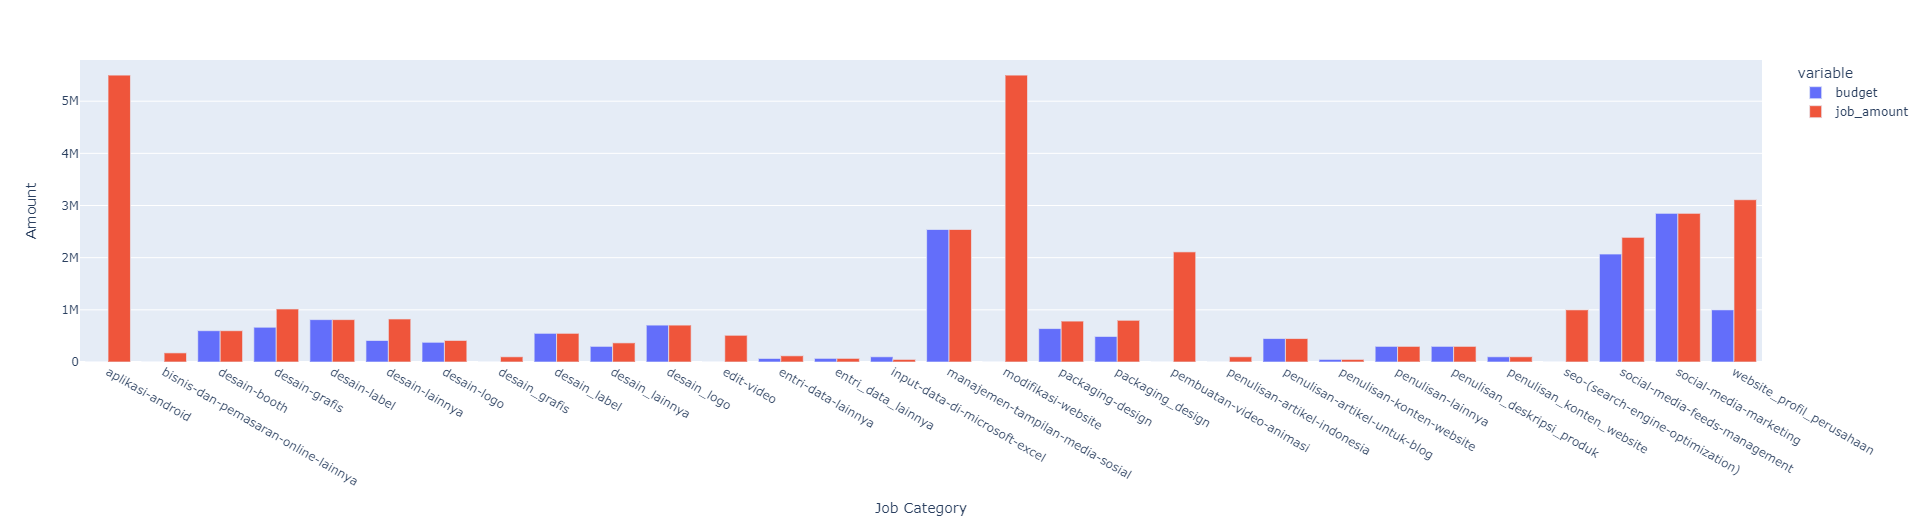 variable
budget
job_amount
Amount
5M
4M
3M
2M
1M
0
aplikasi-android
bisnis-dan-pemasaran-online-lainnya
desain-booth
desain-grafis
desain-label
desain-lainnya
desain-logo
desain_grafis
desain_label
desain_lainnya
desain_logo
edit-video
entri-data-lainnya
entri_data_lainnya
input-data-di-microsoft-excel
manajemen-tampilan-media-sosial
modifikasi-website
packaging-design
packaging_design
pembuatan-video-animasi
penulisan-artikel-indonesia
penulisan-artikel-untuk-blog
penulisan-konten-website
penulisan-lainnya
penulisan_deskripsi_produk
penulisan_konten_website
seo-(search-engine-optimization)
social-media-feeds-management
social-media-marketing
website_profil_perusahaan
Job Category